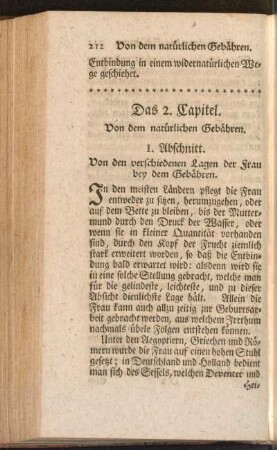 212 Von dem natürlichen Gebähren.
Entbindung in einem widernatürlichen We-
ge geschiehet.
Das 2. Capitel.
Von dem natürlichen Gebähren.
1. Abschnitt.
Von den verschiedenen Lagen der Frau
bey dem Gebähren.
In den meisten Ländern pflegt die Frau
entweder zu sitzen, herumzugehen, oder
auf dem Bette zu bleiben, bis der Mutter-
mund durch den Druck der Wasser, oder
wenn sie in kleiner Quantität vorhanden
sind, durch den Kopf der Frucht ziemlich
stark erweitert worden, so daß die Entbin-
dung bald erwartet wird: alsdenn wird sie
in eine solche Stellung gebracht, welche man
für die gelindeste, leichteste, und zu dieser
Absicht dienlichste Lage hält. Allein die
Frau kann auch allzu zeitig zur Geburtsar-
beit gebracht werden, aus welchem Irrthum
nachmals süble Folgen entstehen können.
Unter den Aegyptiern, Griechen und Rö-
mern wurde die Frau auf einen hohen Stuhl
gesetzt; in Deutschland und Holland bedient
man sich des Sessels, welchen Deventer und
Hei-